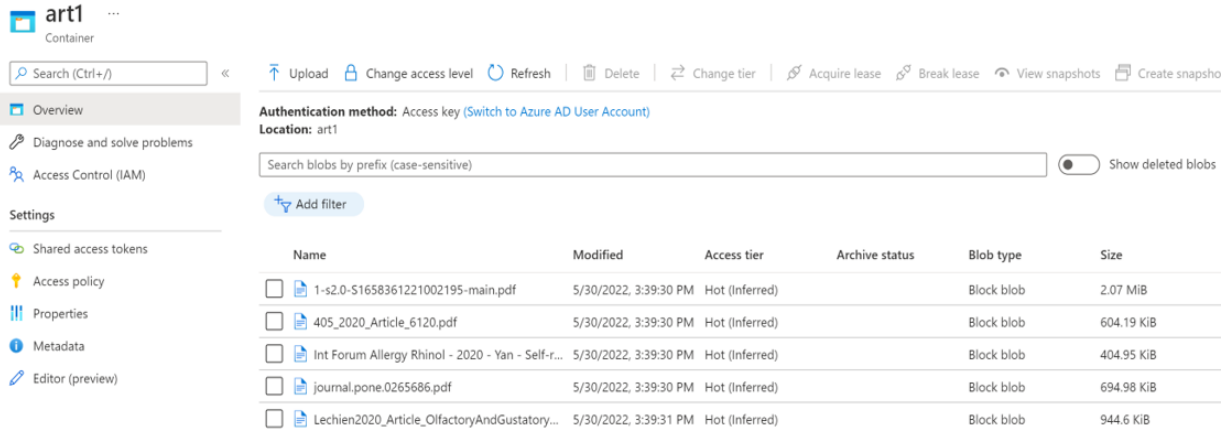 art1 ...
Container
Search (Ctrl+/) «
Overview
Diagnose and solve problems
Access Control (IAM)
Settings
Shared access tokens
Access policy
Properties
Metadata
Editor (preview)
Upload Change access level Refresh Delete Change tier Acquire lease Break lease View snapshots Create snapsho
Authentication method: Access key (Switch to Azure AD User Account)
Location: art1
Search blobs by prefix (case-sensitive) Show deleted blobs
Add filter
Name Modified Access tier Archive status Blob type Size
1-s2.0-S1658361221002195-main.pdf 5/30/2022, 3:39:30 PM Hot (Inferred) Block blob 2.07 MiB
405_2020_Article_6120.pdf 5/30/2022, 3:39:30 PM Hot (Inferred) Block blob 604.19 KiB
Int Forum Allergy Rhinol - 2020 - Yan - Self-r... 5/30/2022, 3:39:30 PM Hot (Inferred) Block blob 404.95 KiB
journal.pone.0265686.pdf 5/30/2022, 3:39:30 PM Hot (Inferred) Block blob 694.98 KiB
Lechien2020_Article_OlfactoryAndGustatory... 5/30/2022, 3:39:31 PM Hot (Inferred) Block blob 944.6 KiB